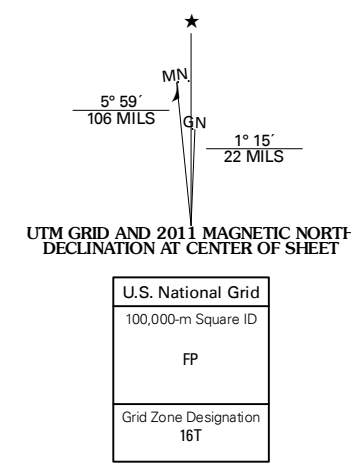 ★
MN
5° 59´
106 MILS
GN
1° 15´
22 MILS
UTM GRID AND 2011 MAGNETIC NORTH
DECLINATION AT CENTER OF SHEET
U.S. National Grid
100,000-m Square ID
FP
Grid Zone Designation
16T